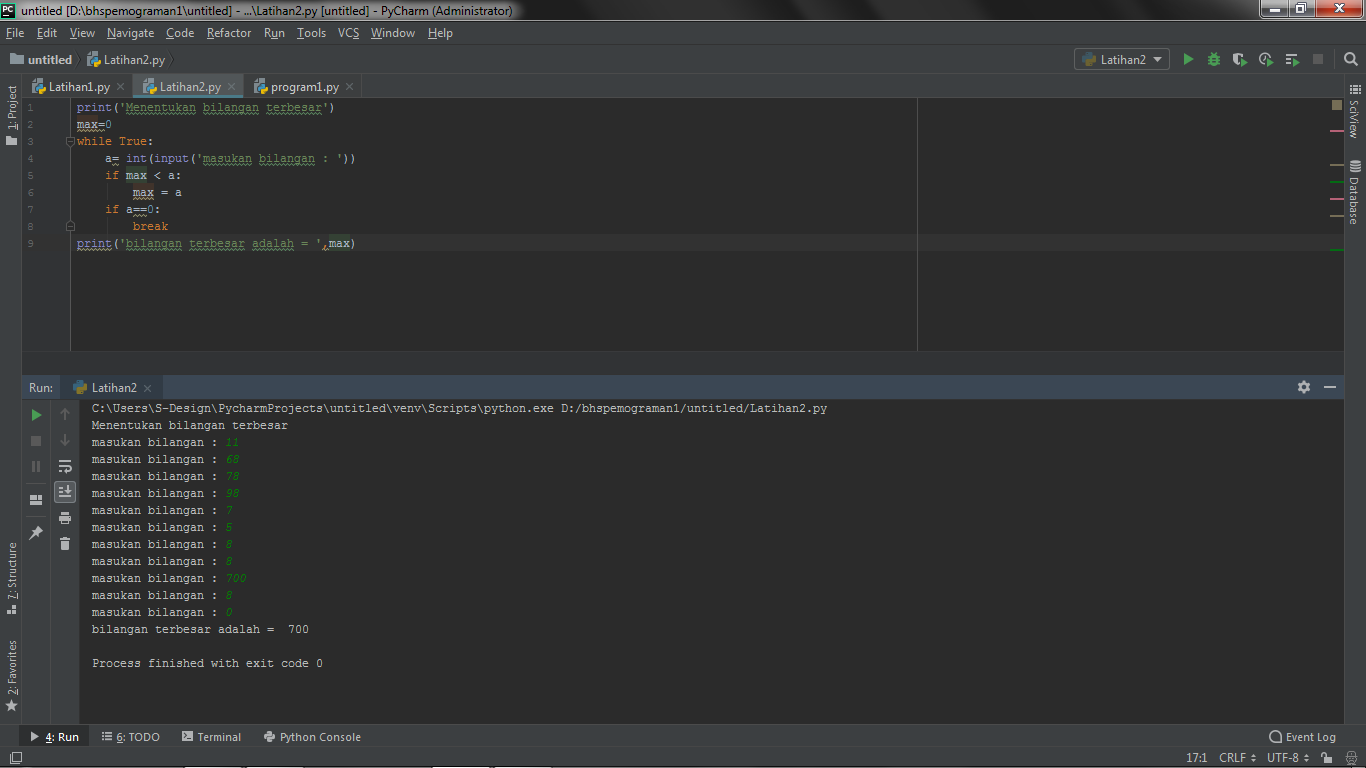 untitled [D:\bhspemograman1\untitled] - ...\Latihan2.py [untitled] - PyCharm (Administrator)
File Edit View Navigate Code Refactor Run Tools VCS Window Help
untitled Latihan2.py Latihan2
Latihan1.py Latihan2.py program1.py
1: Project
SciView
Database
1 print('Menentukan bilangan terbesar')
2 max=0
3 while True:
4 a= int(input('masukan bilangan : '))
5 if max < a:
6 max = a
7 if a==0:
8 break
9 print('bilangan terbesar adalah = ',max)
Run: Latihan2
C:\Users\S-Design\PycharmProjects\untitled\venv\Scripts\python.exe D:/bhspemograman1/untitled/Latihan2.py
Menentukan bilangan terbesar
masukan bilangan : 11
masukan bilangan : 68
masukan bilangan : 78
masukan bilangan : 98
masukan bilangan : 7
masukan bilangan : 5
masukan bilangan : 8
masukan bilangan : 8
masukan bilangan : 700
masukan bilangan : 8
masukan bilangan : 0
bilangan terbesar adalah =  700
Process finished with exit code 0
7: Structure
2: Favorites
4: Run 6: TODO Terminal Python Console Event Log
17:1 CRLF UTF-8